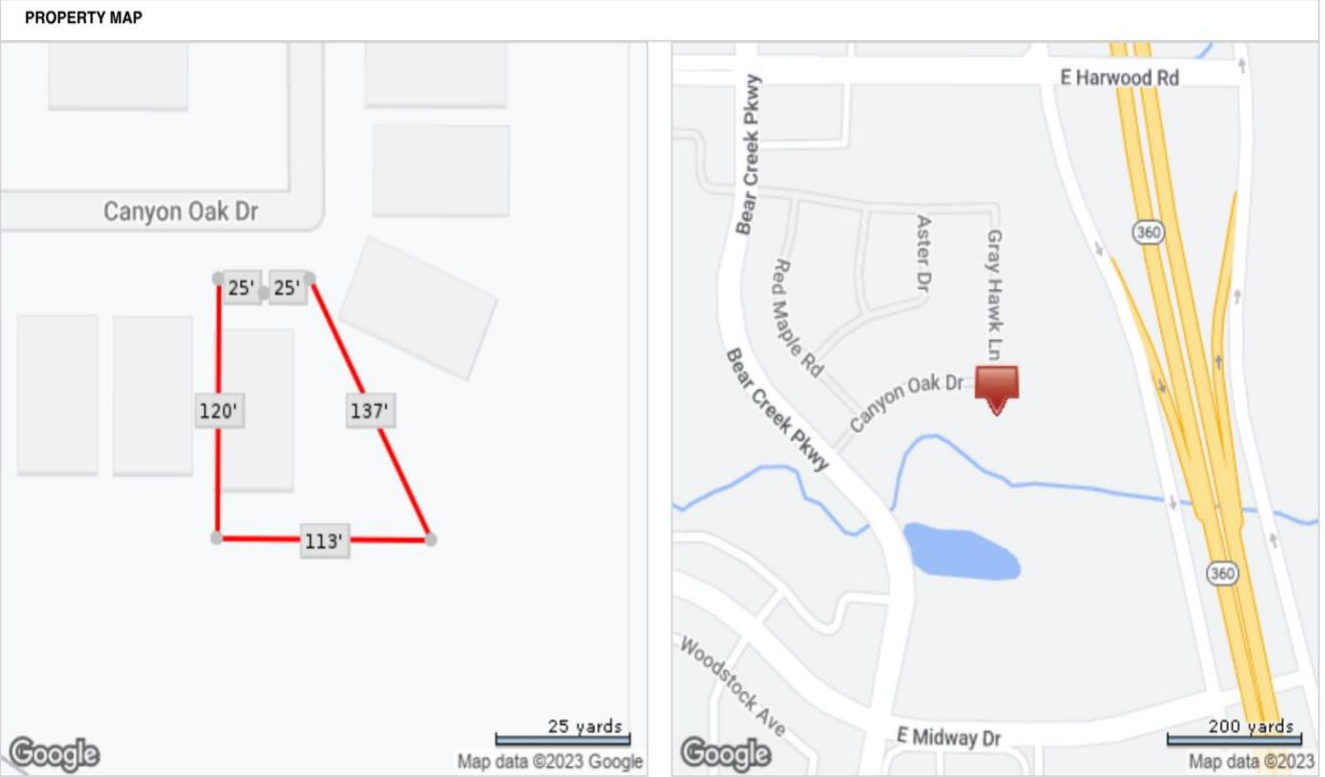 PROPERTY MAP
Canyon Oak Dr
25' 25'
120'
137'
113'
25 yards
Google
Map data ©2023 Google
E Harwood Rd
Bear Creek Pkwy
360
Aster Dr
Gray Hawk Ln
Red Maple Rd
Canyon Oak Dr
Bear Creek Pkwy
360
Woodstock Ave
E Midway Dr
200 yards
Google
Map data ©2023